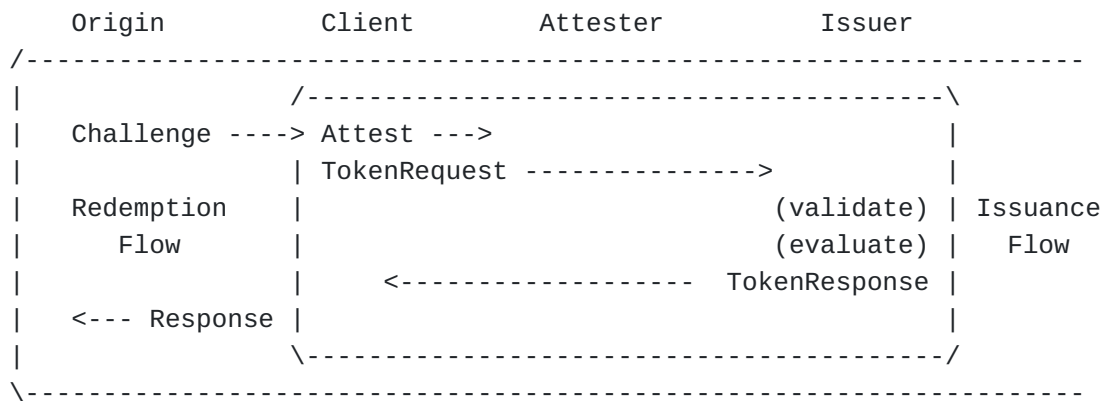 Origin Client Attester Issuer
/--------------------------------------------------------------------
| /-----------------------------------------\
| Challenge ----> Attest ---> |
| | TokenRequest ---------------> |
| Redemption | (validate) | Issuance
| Flow | (evaluate) | Flow
| | <------------------- TokenResponse |
| <--- Response | |
| \-----------------------------------------/
\--------------------------------------------------------------------